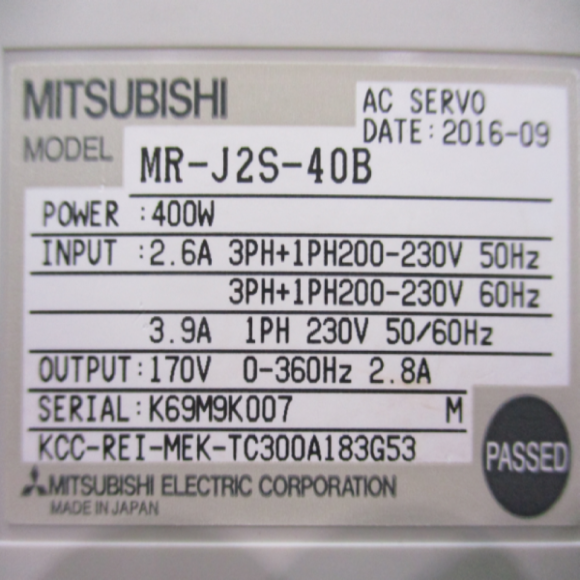 MITSUBISHI
AC SERVO
DATE:2016-09
MODEL MR-J2S-40B
POWER :400W
INPUT :2.6A 3PH+1PH200-230V 50Hz
3PH+1PH200-230V 60Hz
3.9A 1PH 230V 50/60Hz
OUTPUT:170V 0-360Hz 2.8A
SERIAL:K69M9K007 M
KCC-REI-MEK-TC300A183G53
PASSED
MITSUBISHI ELECTRIC CORPORATION
MADE IN JAPAN